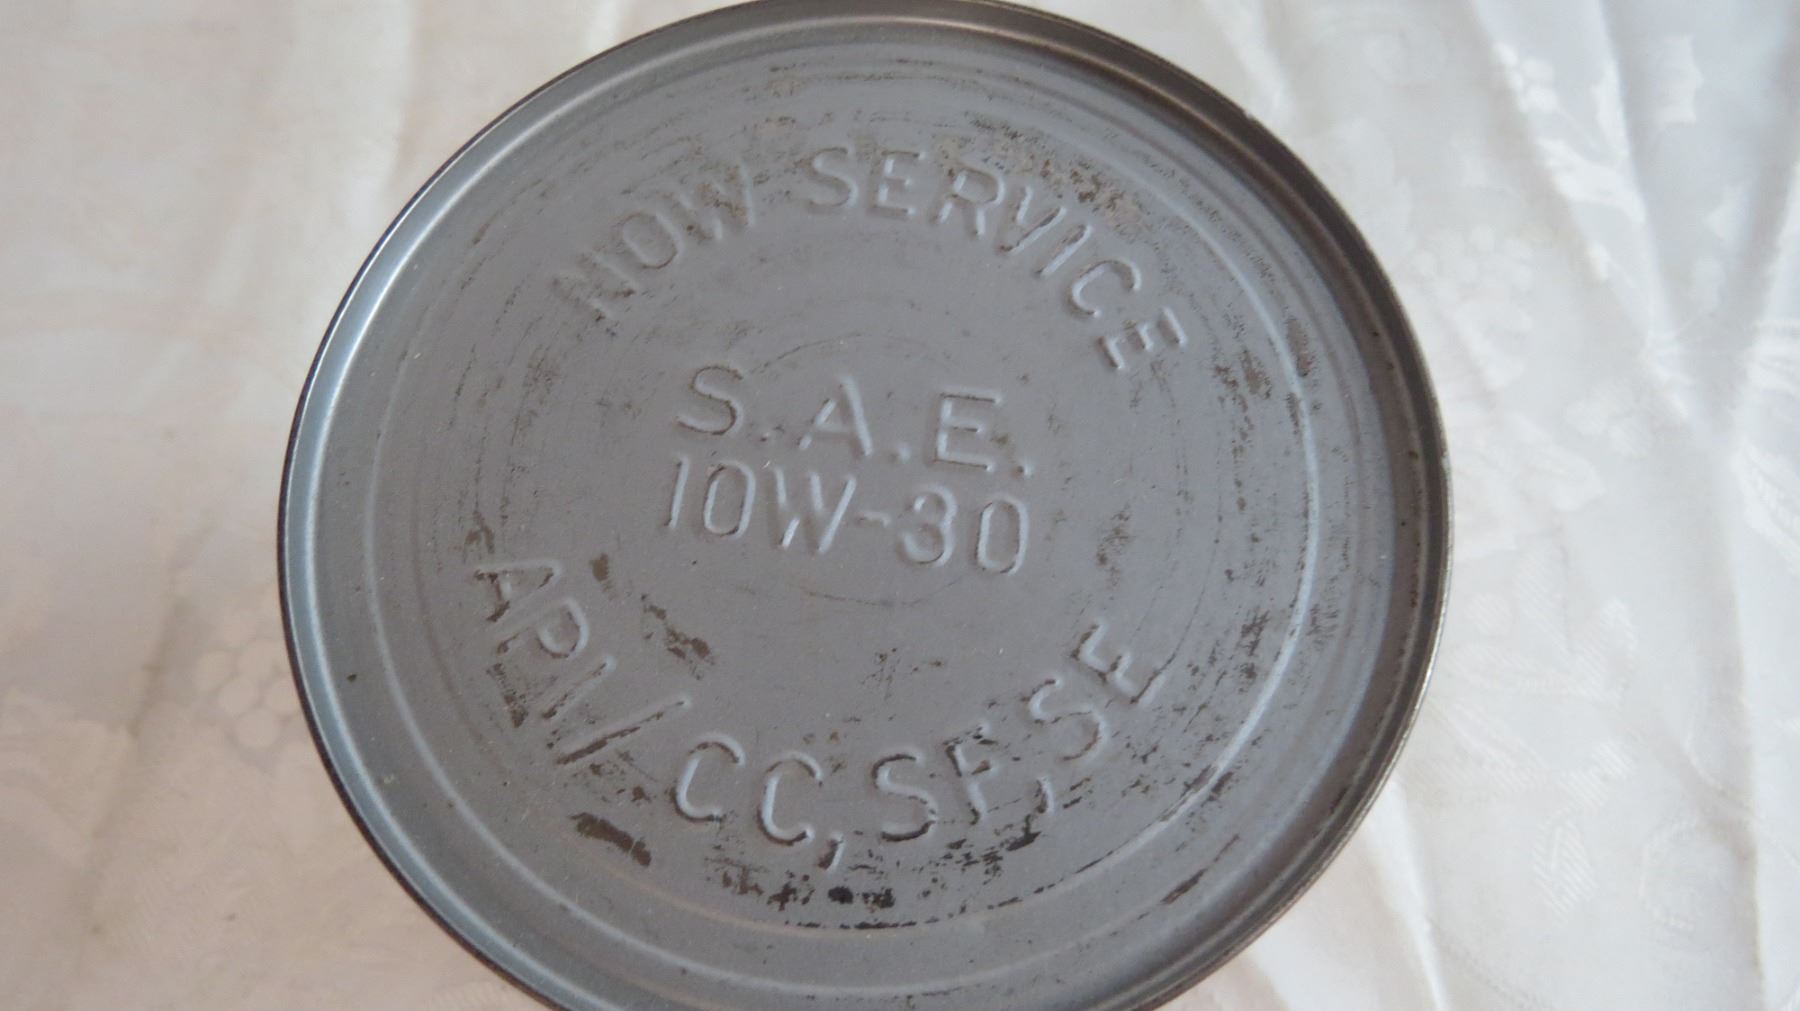 NOW SERVICE
S.A.E.
10W-30
API/CC,SF,SE